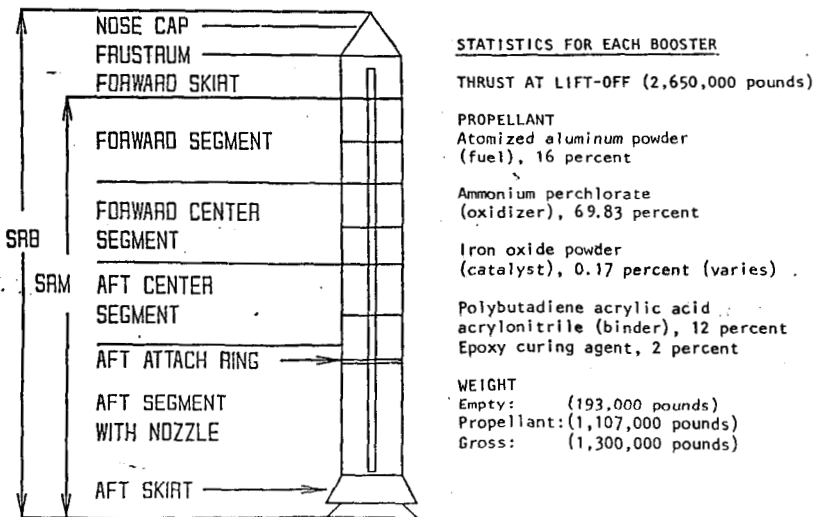 NOSE CAP
FRUSTRUM
FORWARD SKIRT
FORWARD SEGMENT
FORWARD CENTER
SEGMENT
SRB
SRM
AFT CENTER
SEGMENT
AFT ATTACH RING
AFT SEGMENT
WITH NOZZLE
AFT SKIRT
STATISTICS FOR EACH BOOSTER
THRUST AT LIFT-OFF (2,650,000 pounds)
PROPELLANT
Atomized aluminum powder
(fuel), 16 percent
Ammonium perchlorate
(oxidizer), 69.83 percent
Iron oxide powder
(catalyst), 0.17 percent (varies)
Polybutadiene acrylic acid
acrylonitrile (binder), 12 percent
Epoxy curing agent, 2 percent
WEIGHT
Empty: (193,000 pounds)
Propellant: (1,107,000 pounds)
Gross: (1,300,000 pounds)